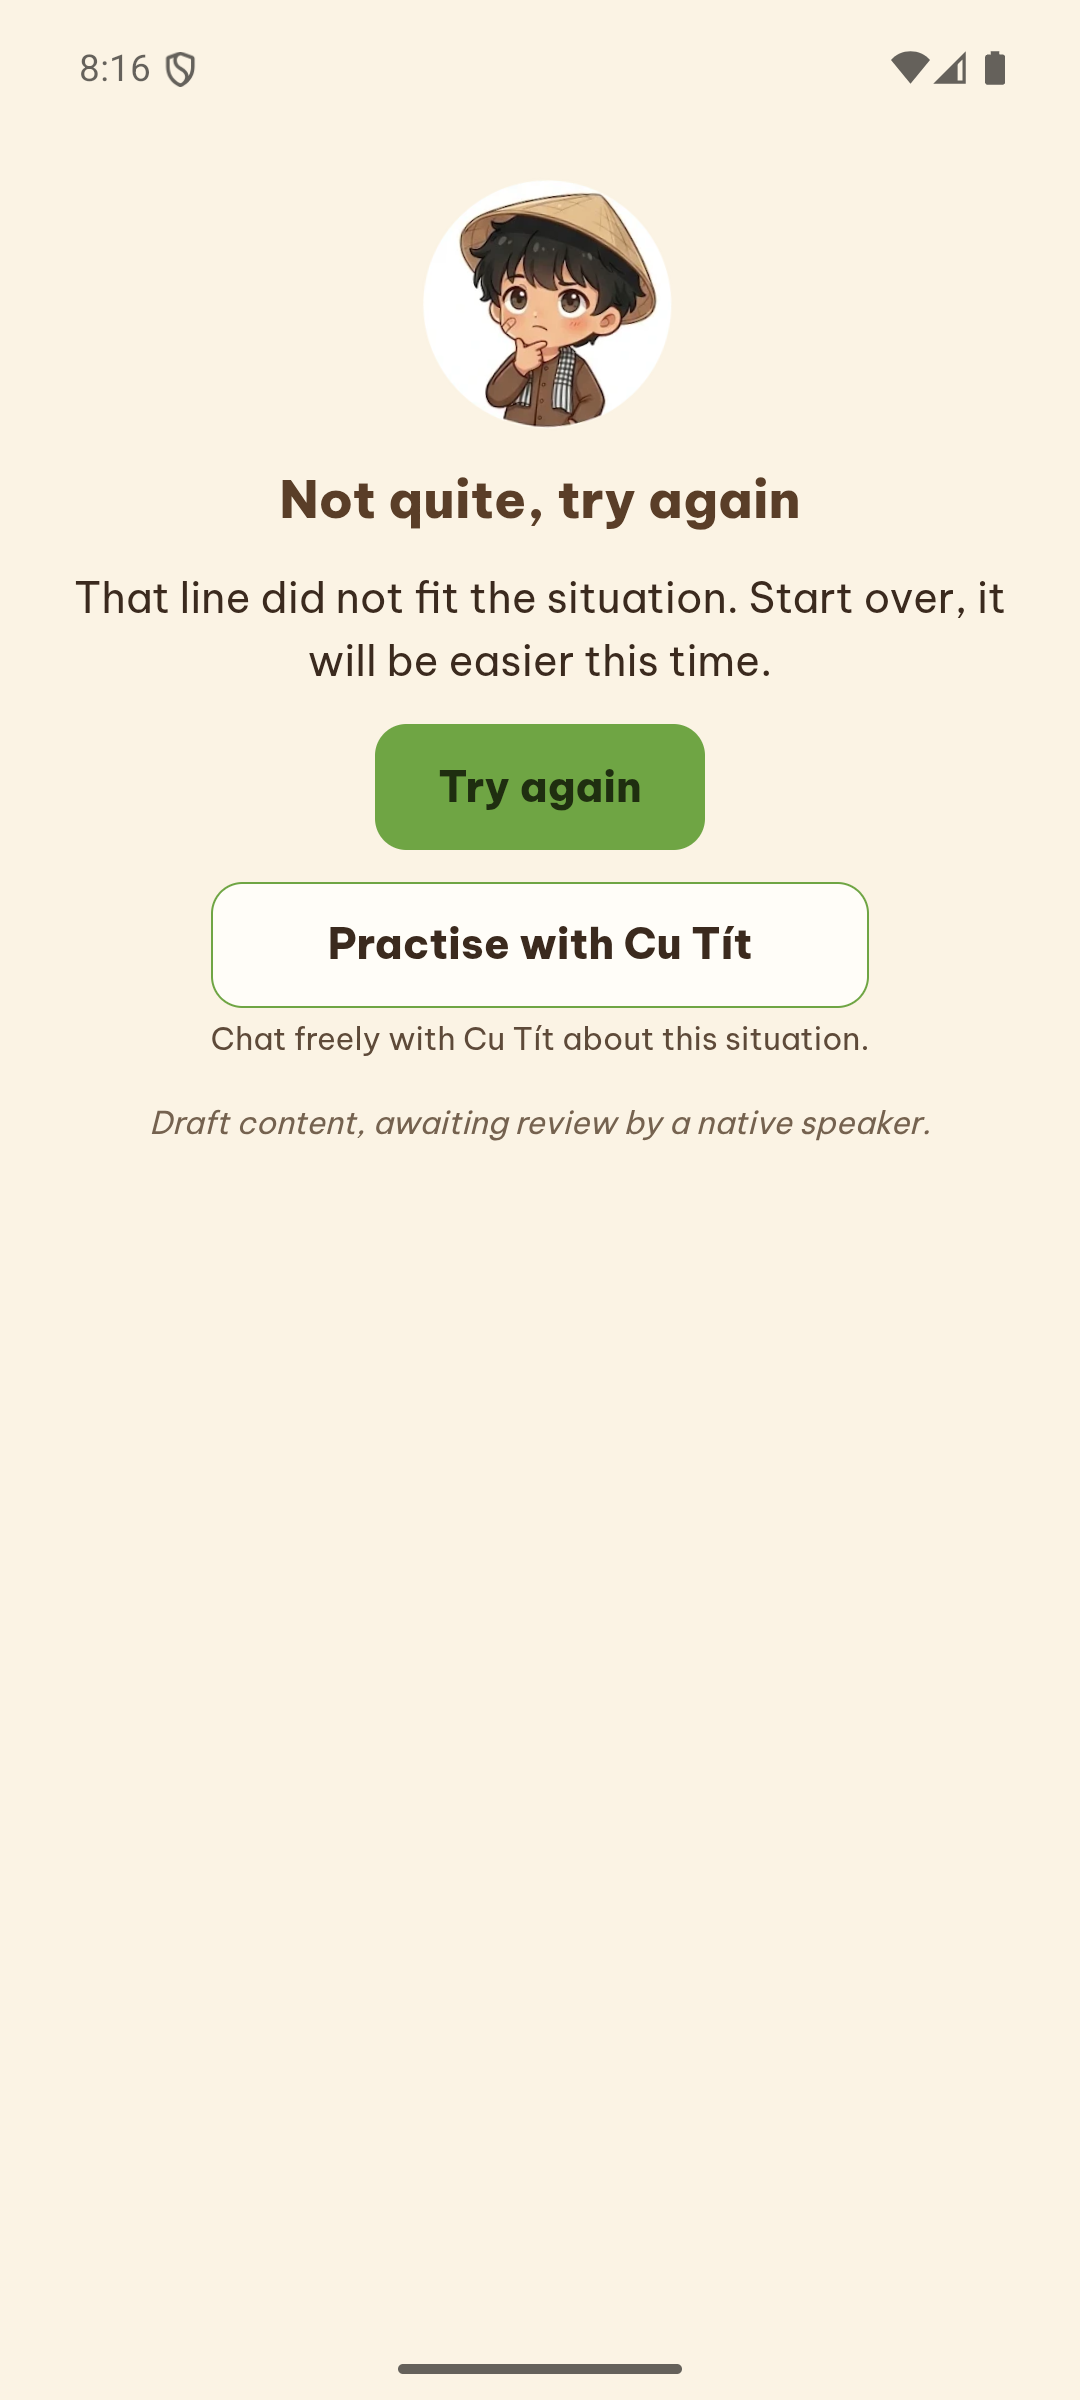 8:16
Not quite, try again
That line did not fit the situation. Start over, it
will be easier this time.
Try again
Practise with Cu Tít
Chat freely with Cu Tít about this situation.
Draft content, awaiting review by a native speaker.